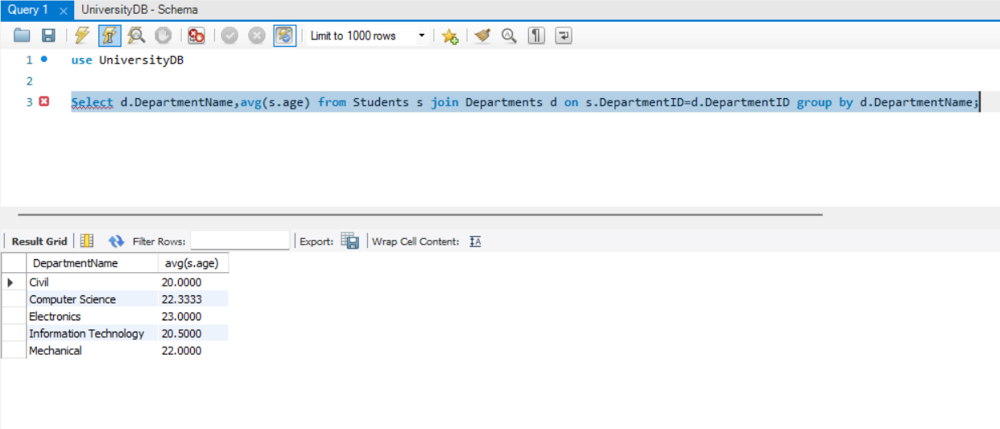 Query 1 UniversityDB - Schema
Limit to 1000 rows
1 use UniversityDB
2
3 Select d.DepartmentName,avg(s.age) from Students s join Departments d on s.DepartmentID=d.DepartmentID group by d.DepartmentName;
Result Grid Filter Rows: Export: Wrap Cell Content:
DepartmentName avg(s.age)
Civil 20.0000
Computer Science 22.3333
Electronics 23.0000
Information Technology 20.5000
Mechanical 22.0000